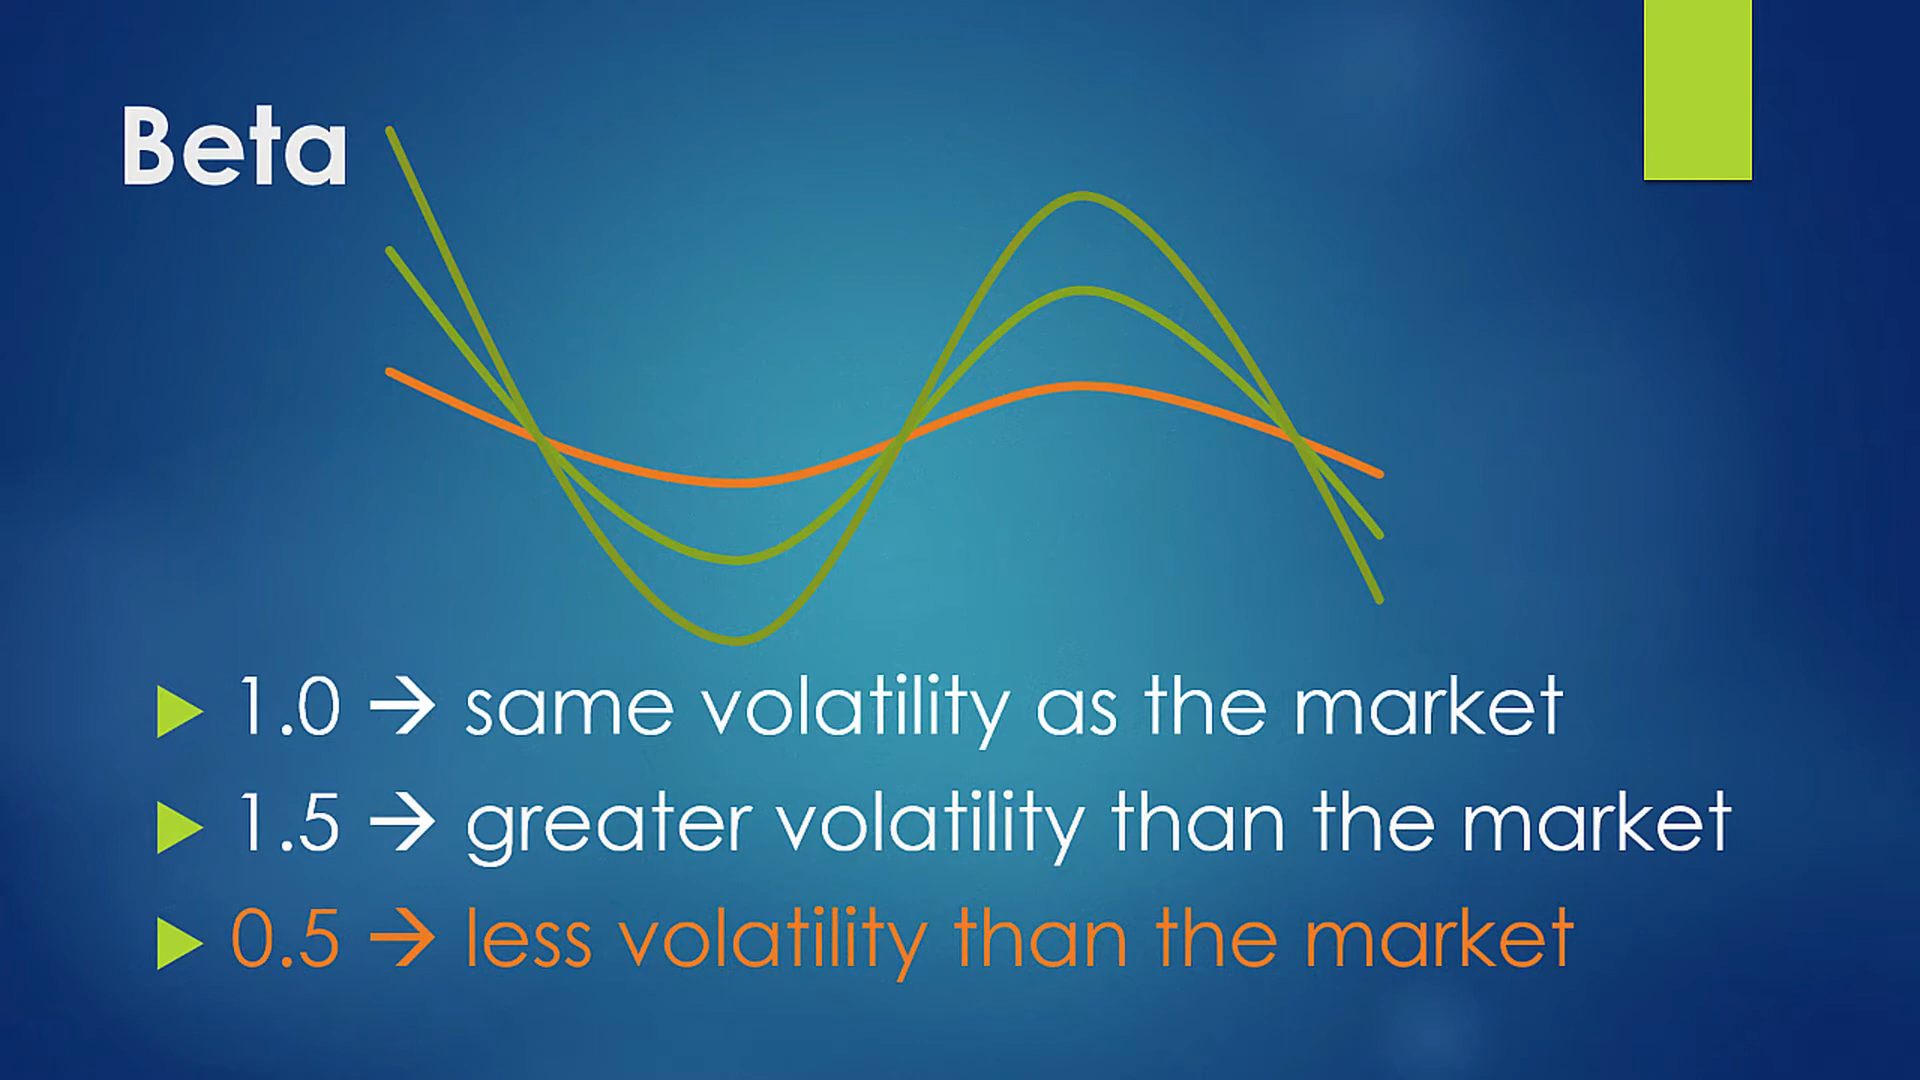 Beta
1.0 → same volatility as the market
1.5 → greater volatility than the market
0.5 → less volatility than the market